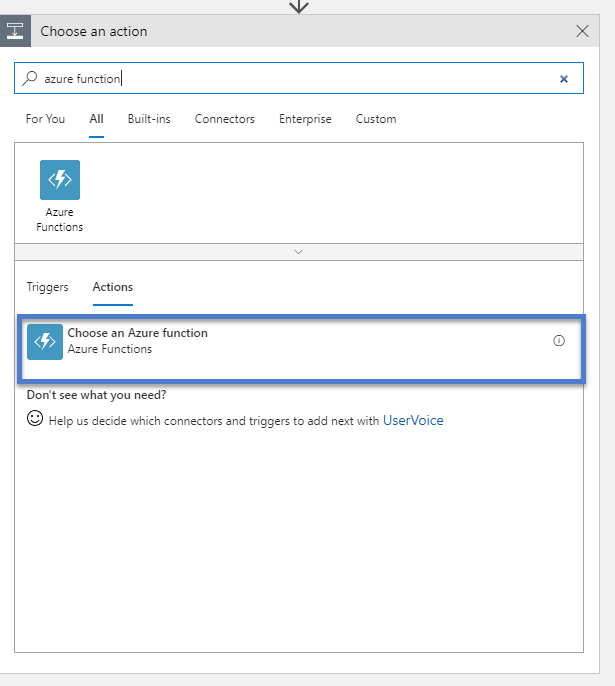 Choose an action
azure function
For You All Built-ins Connectors Enterprise Custom
Azure
Functions
Triggers Actions
Choose an Azure function
Azure Functions
Don't see what you need?
Help us decide which connectors and triggers to add next with UserVoice